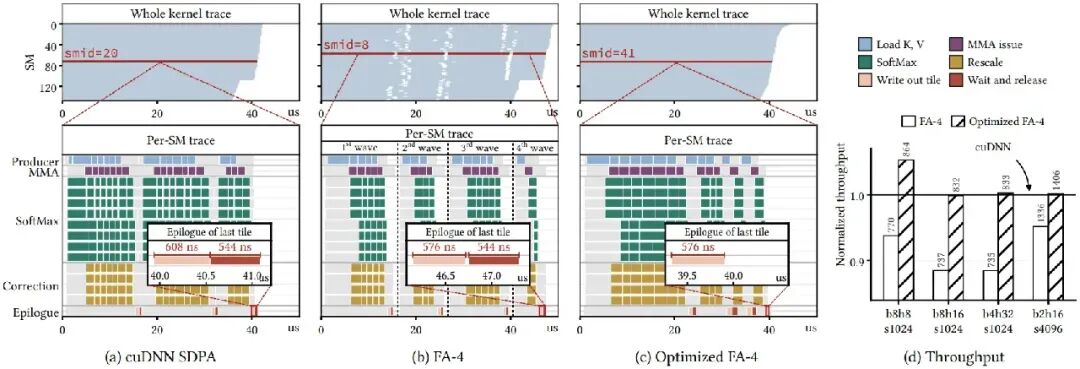 Whole kernel trace
smid=20
SM
0
40
80
120
0
20
40
us
Per-SM trace
Producer
MMA
SoftMax
Correction
Epilogue
Epilogue of last tile
608 ns
544 ns
40.0
40.5
41.0
us
0
20
40
us
(a) cuDNN SDPA
Whole kernel trace
smid=8
0
20
40
us
Per-SM trace
1st wave
2nd wave
3rd wave
4th wave
Epilogue of last tile
576 ns
544 ns
46.5
47.0
us
0
20
40
us
(b) FA-4
Whole kernel trace
smid=41
0
20
40
us
Per-SM trace
Epilogue of last tile
576 ns
39.5
40.0
us
0
20
40
us
(c) Optimized FA-4
Load K, V
MMA issue
SoftMax
Rescale
Write out tile
Wait and release
FA-4
Optimized FA-4
cuDNN
Normalized throughput
1.0
0.9
770
864
737
832
735
833
1336
1406
b8h8
s1024
b8h16
s1024
b4h32
s1024
b2h16
s4096
(d) Throughput